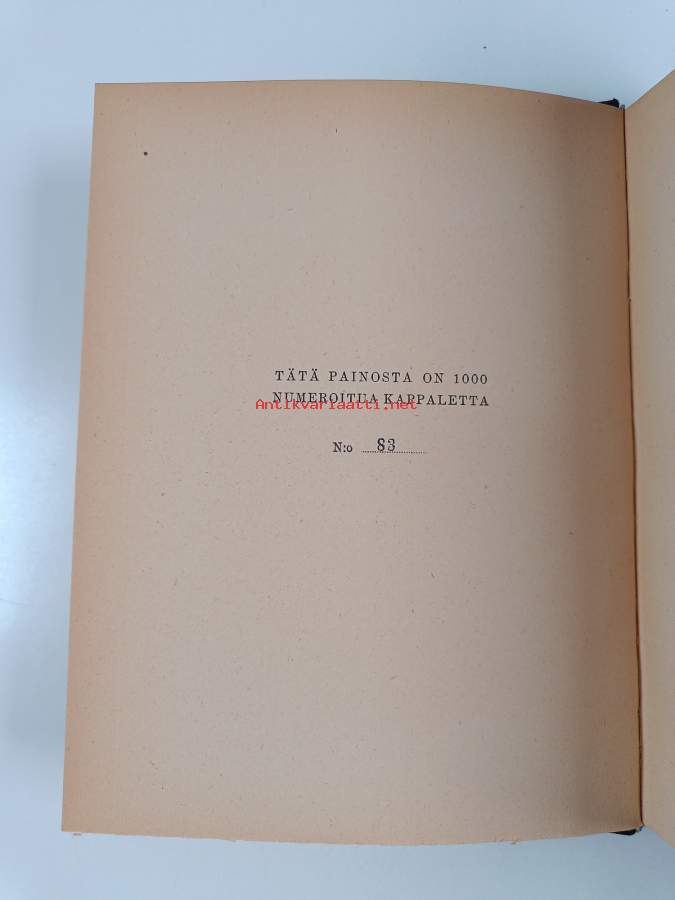 TÄTÄ PAINOSTA ON 1000
NUMEROITUA KAPPALETTA
Antikvariaatti.net
N:o 83